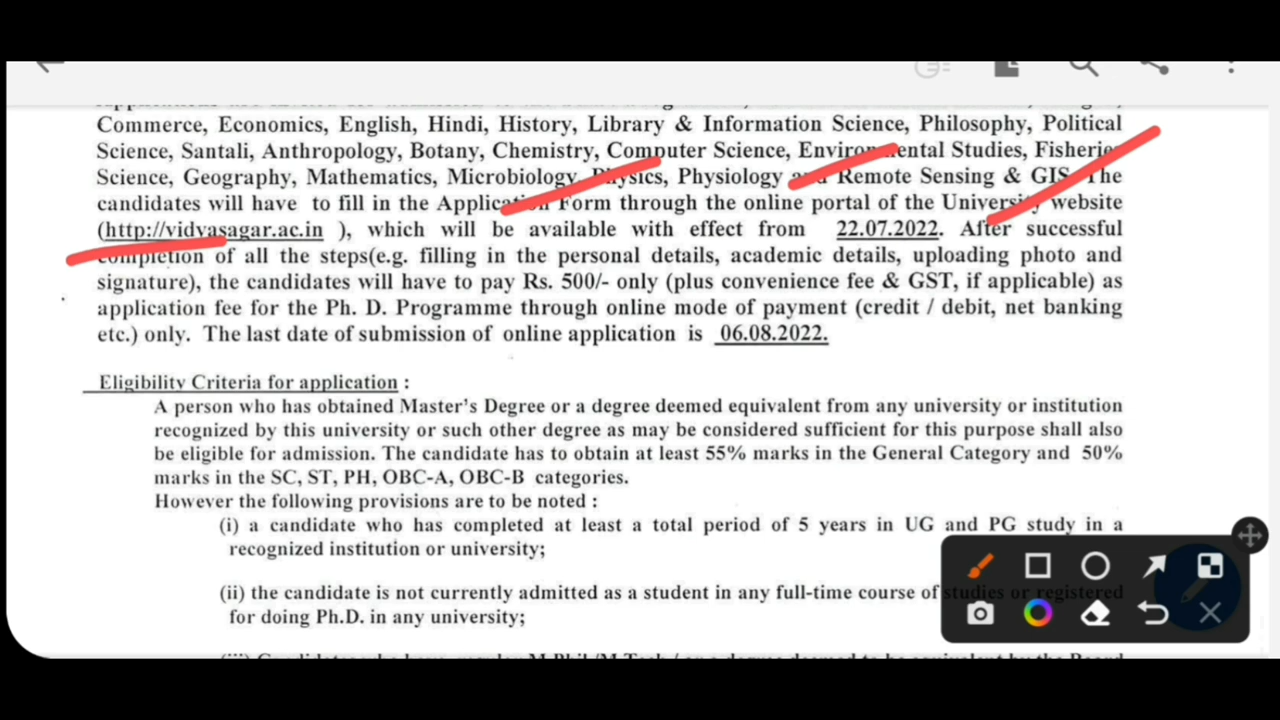 Commerce, Economics, English, Hindi, History, Library & Information Science, Philosophy, Political
Science, Santali, Anthropology, Botany, Chemistry, Computer Science, Environmental Studies, Fisheries
Science, Geography, Mathematics, Microbiology, Physics, Physiology and Remote Sensing & GIS. The
candidates will have to fill in the Application Form through the online portal of the University website
(http://vidyasagar.ac.in ), which will be available with effect from 22.07.2022. After successful
completion of all the steps(e.g. filling in the personal details, academic details, uploading photo and
signature), the candidates will have to pay Rs. 500/- only (plus convenience fee & GST, if applicable) as
application fee for the Ph. D. Programme through online mode of payment (credit / debit, net banking
etc.) only. The last date of submission of online application is 06.08.2022.
Eligibility Criteria for application :
A person who has obtained Master's Degree or a degree deemed equivalent from any university or institution
recognized by this university or such other degree as may be considered sufficient for this purpose shall also
be eligible for admission. The candidate has to obtain at least 55% marks in the General Category and 50%
marks in the SC, ST, PH, OBC-A, OBC-B categories.
However the following provisions are to be noted :
(i) a candidate who has completed at least a total period of 5 years in UG and PG study in a
recognized institution or university;
(ii) the candidate is not currently admitted as a student in any full-time course of studies or registered
for doing Ph.D. in any university;